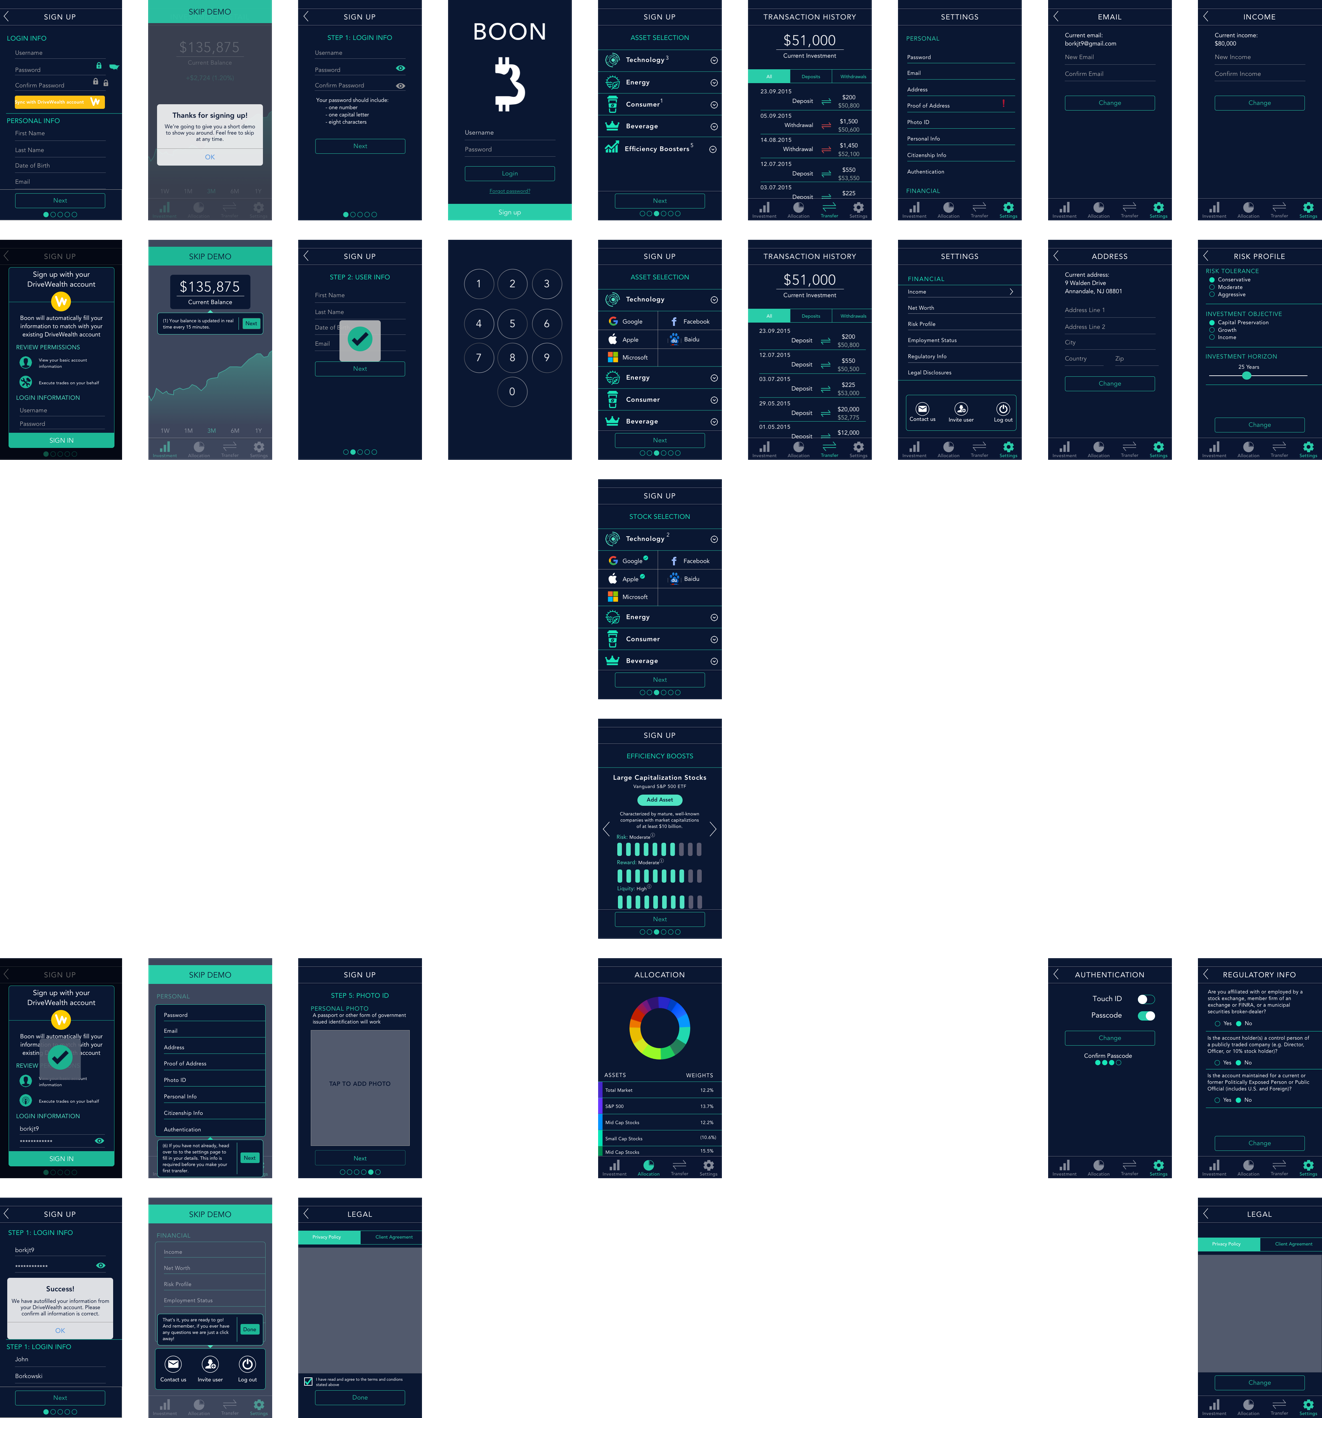 SIGN UP
LOGIN INFO
Username
Password
Confirm Password
Sync with DriveWealth account
PERSONAL INFO
First Name
Last Name
Date of Birth
Email
Next
SKIP DEMO
$135,875
Current Balance
Thanks for signing up!
We're going to give you a short demo
to show you around. Feel free to skip
at any time.
OK
1W 1M 3M 6M 1Y
Investment Allocation Transfer Settings
SIGN UP
STEP 1: LOGIN INFO
Username
Password
Confirm Password
Your password should include:
- one number
- one capital letter
- eight characters
Next
BOON
Username
Password
Login
Forgot password?
Sign up
SIGN UP
ASSET SELECTION
Technology 3
Energy
Consumer 1
Beverage
Efficiency Boosters 5
Next
TRANSACTION HISTORY
$51,000
Current Investment
All Deposits Withdrawals
23.09.2015
Deposit $200
$50,800
05.09.2015
Withdrawal $1,500
$50,600
14.08.2015
Withdrawal $1,450
$52,100
12.07.2015
Deposit $550
$53,550
03.07.2015
Deposit $225
Investment Allocation Transfer Settings
SETTINGS
PERSONAL
Password
Email
Address
Proof of Address !
Photo ID
Personal Info
Citizenship Info
Authentication
FINANCIAL
Investment Allocation Transfer Settings
EMAIL
Current email:
borkjt9@gmail.com
New Email
Confirm Email
Change
Investment Allocation Transfer Settings
INCOME
Current income:
$80,000
New Income
Confirm Income
Change
Investment Allocation Transfer Settings
SIGN UP
Sign up with your
DriveWealth account
Boon will automatically fill your
information to match with your
existing DriveWealth account
REVIEW PERMISSIONS
View your basic account
information
Execute trades on your behalf
LOGIN INFORMATION
Username
Password
SIGN IN
SKIP DEMO
$135,875
Current Balance
(1) Your balance is updated in real
time every 15 minutes.
Next
1W 1M 3M 6M 1Y
Investment Allocation Transfer Settings
SIGN UP
STEP 2: USER INFO
First Name
Last Name
Date of B
Email
Next
1 2 3
4 5 6
7 8 9
0
SIGN UP
ASSET SELECTION
Technology
Google Facebook
Apple Baidu
Microsoft
Energy
Consumer
Beverage
Next
TRANSACTION HISTORY
$51,000
Current Investment
All Deposits Withdrawals
23.09.2015
Deposit $200
$50,800
12.07.2015
Deposit $550
$50,500
03.07.2015
Deposit $225
$53,000
29.05.2015
Deposit $20,000
$52,775
01.05.2015
Deposit $12,000
Investment Allocation Transfer Settings
SETTINGS
FINANCIAL
Income
Net Worth
Risk Profile
Employment Status
Regulatory Info
Legal Disclosures
Contact us Invite user Log out
Investment Allocation Transfer Settings
ADDRESS
Current address:
9 Walden Drive
Annandale, NJ 08801
Address Line 1
Address Line 2
City
Country Zip
Change
Investment Allocation Transfer Settings
RISK PROFILE
RISK TOLERANCE
Conservative
Moderate
Aggressive
INVESTMENT OBJECTIVE
Capital Preservation
Growth
Income
INVESTMENT HORIZON
25 Years
Change
Investment Allocation Transfer Settings
SIGN UP
STOCK SELECTION
Technology 2
Google Facebook
Apple Baidu
Microsoft
Energy
Consumer
Beverage
Next
SIGN UP
EFFICIENCY BOOSTS
Large Capitalization Stocks
Vanguard S&P 500 ETF
Add Asset
Characterized by mature, well-known
companies with market capitaliztions
of at least $10 billion.
Risk: Moderate
Reward: Moderate
Liquity: High
Next
SIGN UP
Sign up with your
DriveWealth account
Boon will automatically fill your
informa with your
existing account
REVIEW
account
information
Execute trades on your behalf
LOGIN INFORMATION
borkjt9
************
SIGN IN
SKIP DEMO
PERSONAL
Password
Email
Address
Proof of Address
Photo ID
Personal Info
Citizenship Info
Authentication
(6) If you have not already, head
over to to the settings page to
fill in your details. This info is
required before you make your
first transfer.
Next
SIGN UP
STEP 5: PHOTO ID
PERSONAL PHOTO
A passport or other form of government
issued identification will work
TAP TO ADD PHOTO
Next
ALLOCATION
ASSETS WEIGHTS
Total Market 12.2%
S&P 500 13.7%
Mid Cap Stocks 12.2%
Small Cap Stocks (10.6%)
Mid Cap Stocks 15.5%
Investment Allocation Transfer Settings
AUTHENTICATION
Touch ID
Passcode
Change
Confirm Passcode
Investment Allocation Transfer Settings
REGULATORY INFO
Are you affiliated with or employed by a
stock exchange, member firm of an
exchange or FINRA, or a municipal
securities broker-dealer?
Yes No
Is the account holder(s) a control person of
a publicly traded company (e.g. Director,
Officer, or 10% stock holder)?
Yes No
Is the account maintained for a current or
former Politically Exposed Person or Public
Official (includes U.S. and Foreign)?
Yes No
Change
Investment Allocation Transfer Settings
SIGN UP
STEP 1: LOGIN INFO
borkjt9
************
Success!
We have autofilled your information from
your DriveWealth account. Please
confirm all information is correct.
OK
STEP 1: LOGIN INFO
John
Borkowski
Next
SKIP DEMO
FINANCIAL
Income
Net Worth
Risk Profile
Employment Status
That's it, you are ready to go!
And remember, if you ever have
any questions we are just a click
away!
Done
Contact us Invite user Log out
Investment Allocation Transfer Settings
LEGAL
Privacy Policy Client Agreement
I have read and agree to the terms and condions
stated above
Done
LEGAL
Privacy Policy Client Agreement
Change
Investment Allocation Transfer Settings